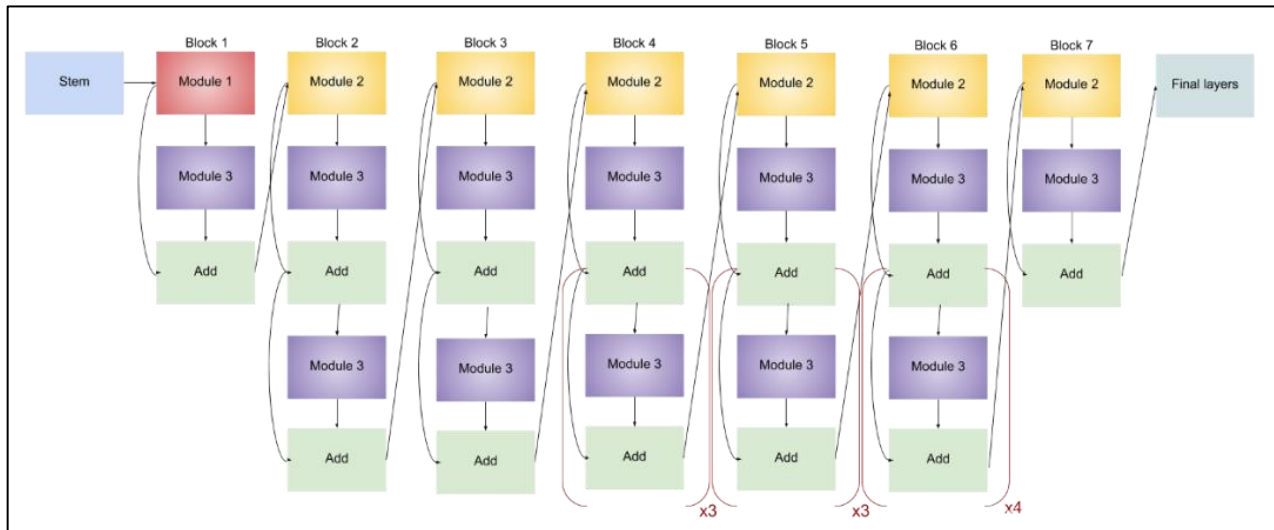 Block 1
Block 2
Block 3
Block 4
Block 5
Block 6
Block 7
Stem
Module 1
Module 2
Module 2
Module 2
Module 2
Module 2
Module 2
Final layers
Module 3
Module 3
Module 3
Module 3
Module 3
Module 3
Module 3
Add
Add
Add
Add
Add
Add
Add
Module 3
Module 3
Module 3
Module 3
Module 3
Add
Add
Add
Add
Add
x3
x3
x4